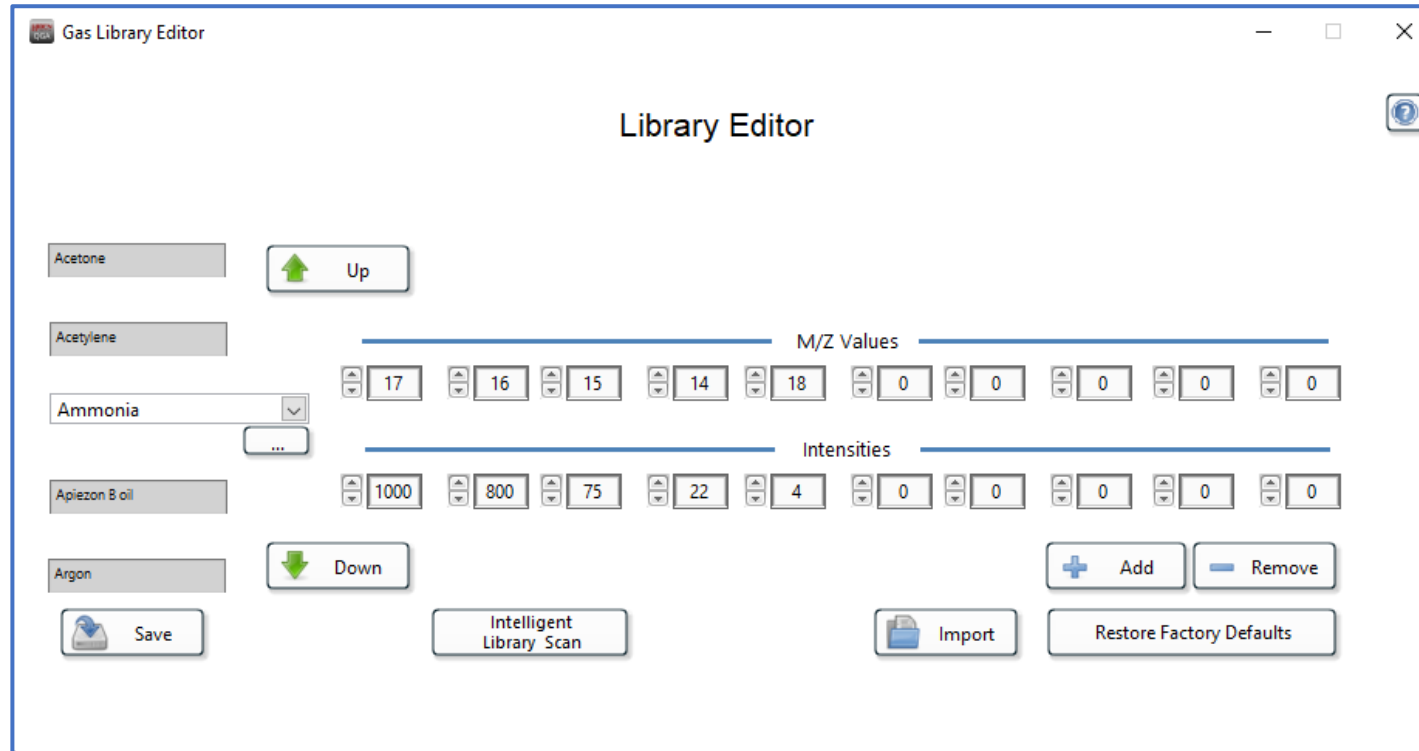 Gas Library Editor
Library Editor
Acetone
Up
Acetylene
M/Z Values
17 16 15 14 18 0 0 0 0 0
Ammonia
...
Intensities
Apiezon B oil
1000 800 75 22 4 0 0 0 0 0
Argon
Down
Add Remove
Save
Intelligent
Library Scan
Import
Restore Factory Defaults